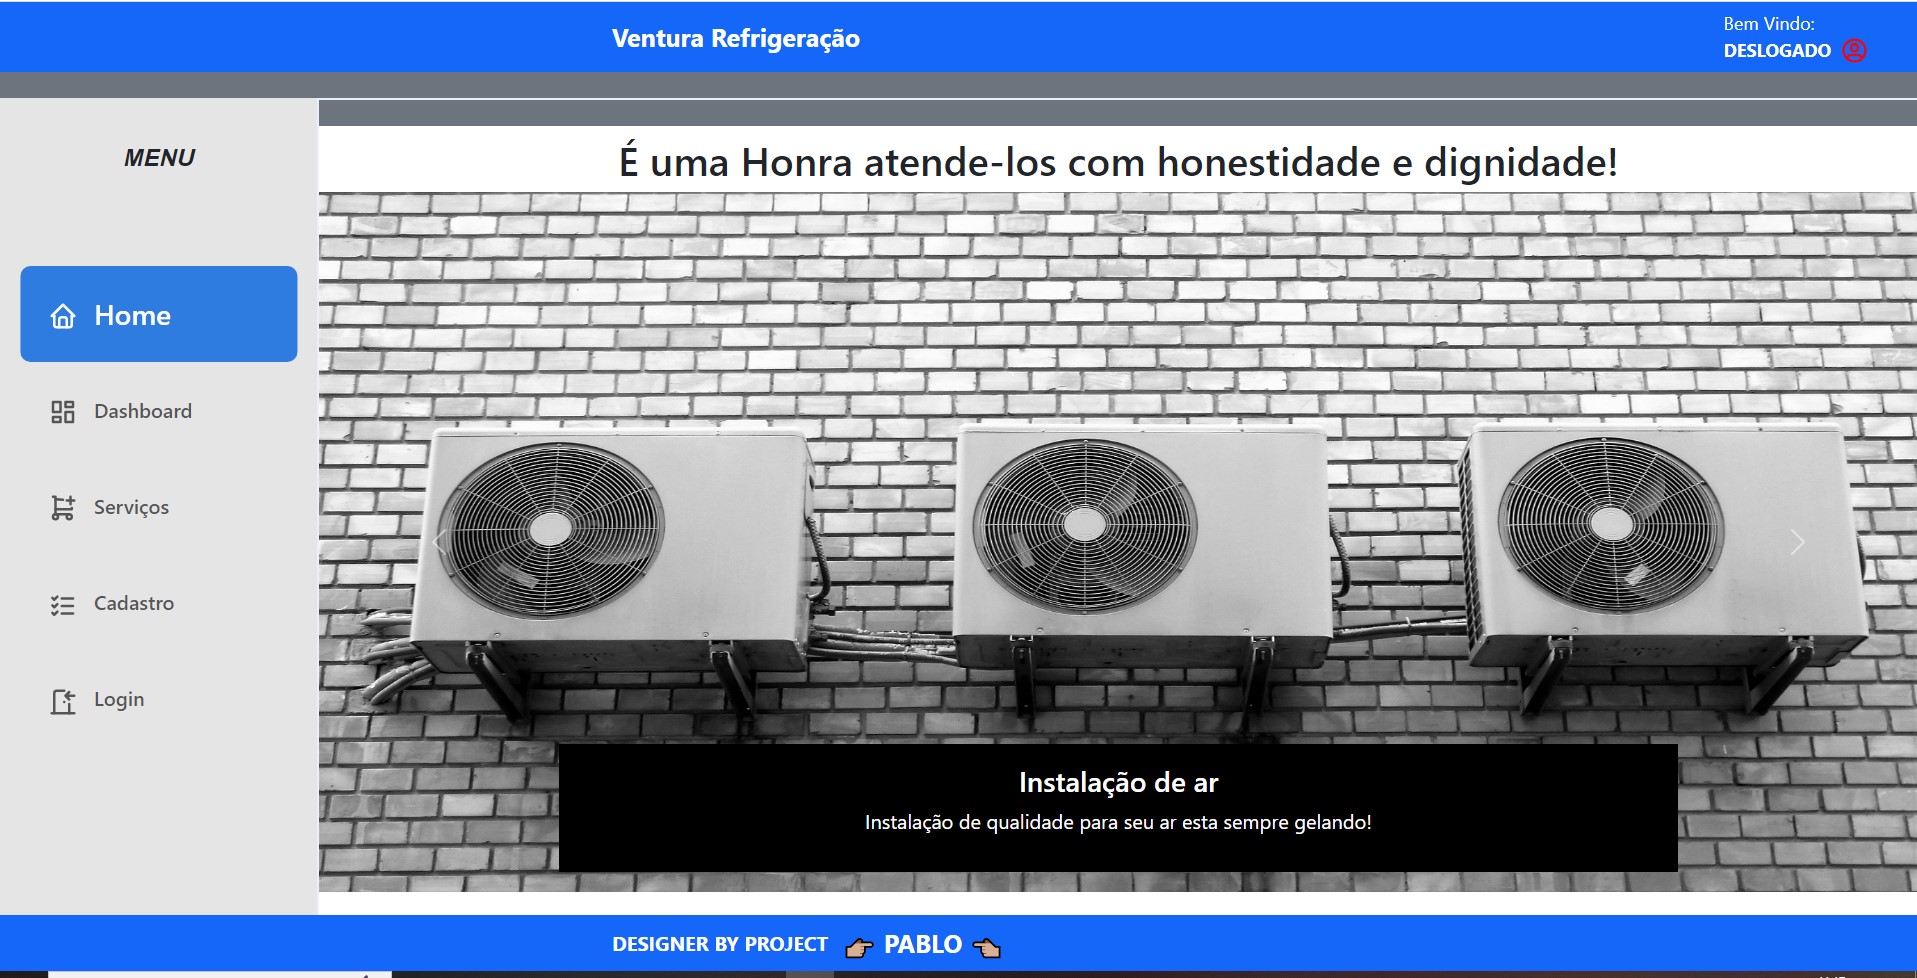 Ventura Refrigeração
Bem Vindo:
DESLOGADO
MENU
Home
Dashboard
Serviços
Cadastro
Login
É uma Honra atende-los com honestidade e dignidade!
Instalação de ar
Instalação de qualidade para seu ar esta sempre gelando!
DESIGNER BY PROJECT 👉 PABLO 👈